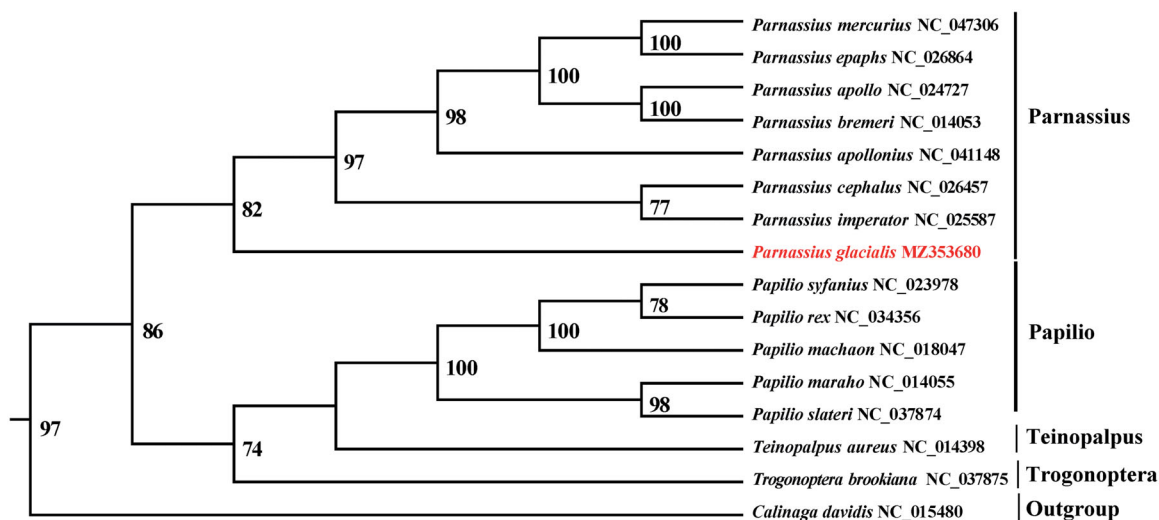 Parnassius mercurius NC_047306
100
Parnassius epaphs NC_026864
100
Parnassius apollo NC_024727
98
100
Parnassius
Parnassius bremeri NC_014053
97
Parnassius apollonius NC_041148
Parnassius cephalus NC_026457
82
77
Parnassius imperator NC_025587
Parnassius glacialis MZ353680
Papilio syfanius NC_023978
78
86
Papilio rex NC_034356
100
Papilio
Papilio machaon NC_018047
100
Papilio maraho NC_014055
98
Papilio slateri NC_037874
97
74
Teinopalpus aureus NC_014398
Teinopalpus
Trogonoptera brookiana NC_037875
Trogonoptera
Calinaga davidis NC_015480
Outgroup